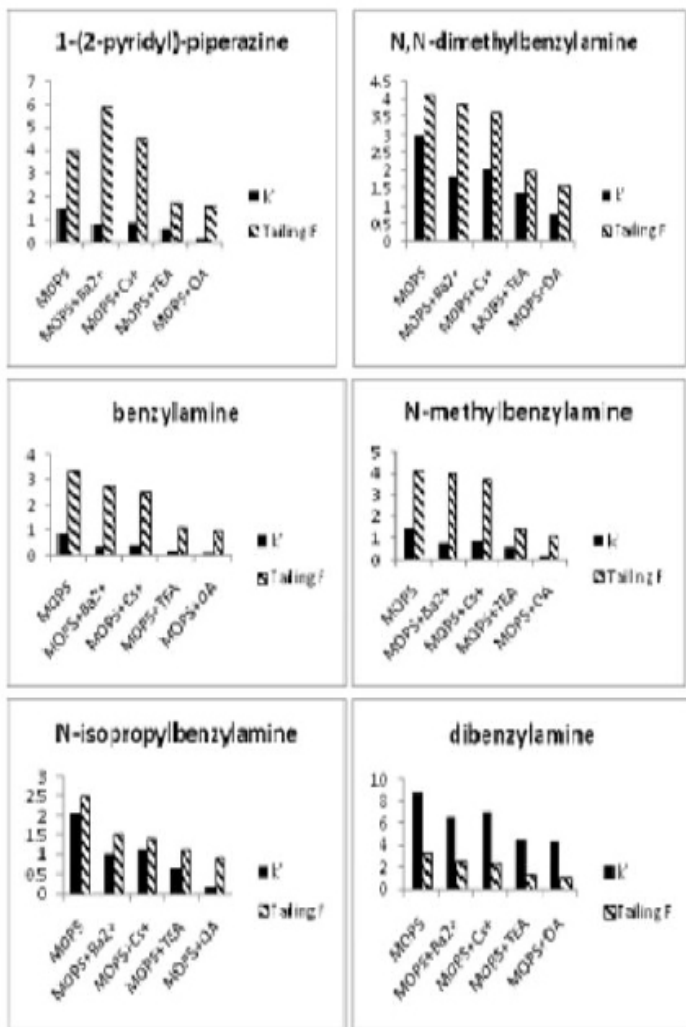 1-(2-pyridyl)-piperazine
7
6
5
4
3
2
1
0
k'
Tailing F
MOPS
MOPS+Ba2+
MOPS+Cs+
MOPS+TEA
MOPS+OA
N,N-dimethylbenzylamine
4.5
4
3.5
3
2.5
2
1.5
1
0.5
0
k'
Tailing F
MOPS
MOPS+Ba2+
MOPS+Cs+
MOPS+TEA
MOPS+OA
benzylamine
4
3
2
1
0
k'
Tailing F
MOPS
MOPS+Ba2+
MOPS+Cs+
MOPS+TEA
MOPS+OA
N-methylbenzylamine
5
4
3
2
1
0
k'
Tailing F
MOPS
MOPS+Ba2+
MOPS+Cs+
MOPS+TEA
MOPS+OA
N-isopropylbenzylamine
3
2.5
2
1.5
1
0.5
0
k'
Tailing F
MOPS
MOPS+Ba2+
MOPS+Cs+
MOPS+TEA
MOPS+OA
dibenzylamine
10
8
6
4
2
0
k'
Tailing F
MOPS
MOPS+Ba2+
MOPS+Cs+
MOPS+TEA
MOPS+OA